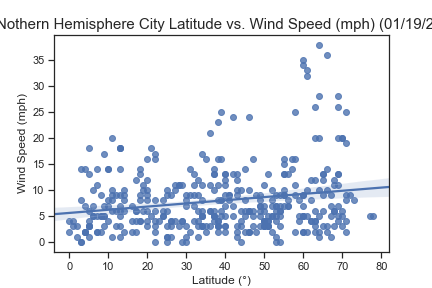 Nothern Hemisphere City Latitude vs. Wind Speed (mph) (01/19/2
35
30
25
20
15
10
5
0
Wind Speed (mph)
0 10 20 30 40 50 60 70 80
Latitude (°)